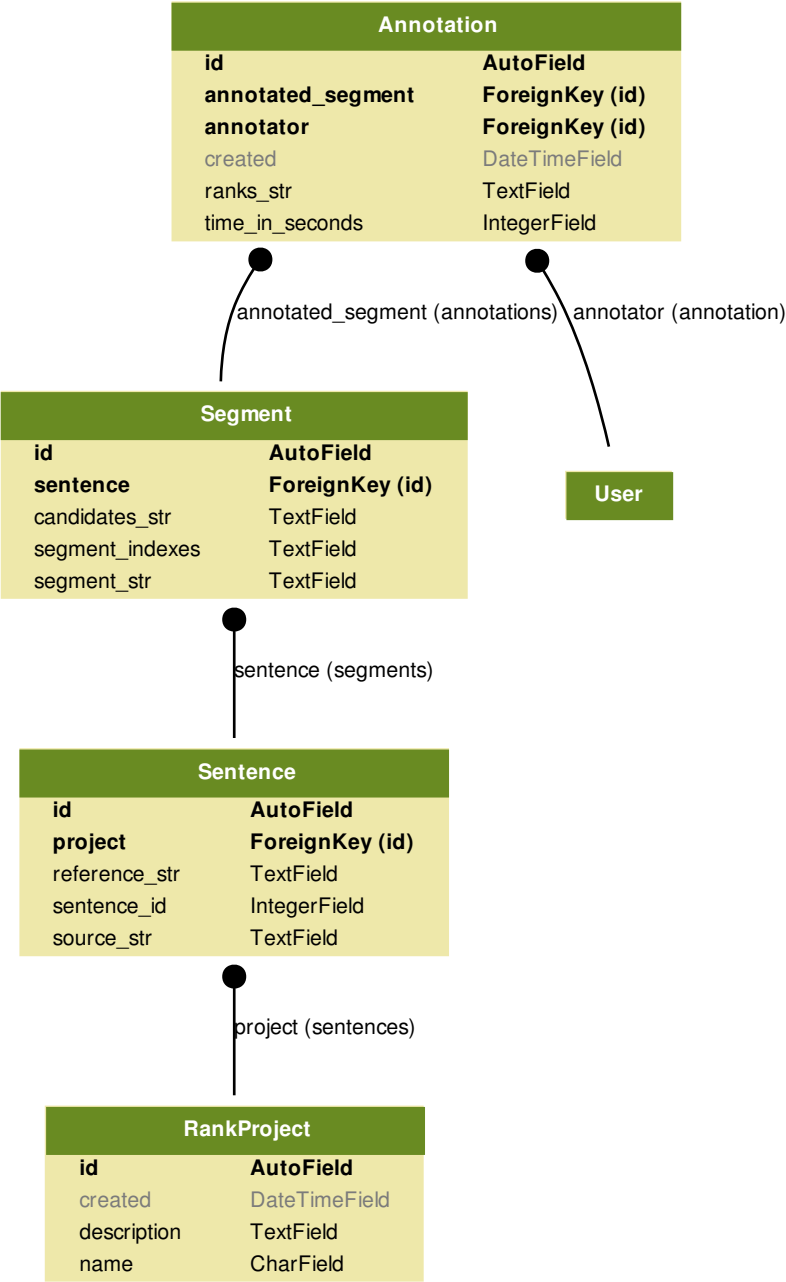 Annotation
id AutoField
annotated_segment ForeignKey (id)
annotator ForeignKey (id)
created DateTimeField
ranks_str TextField
time_in_seconds IntegerField
annotated_segment (annotations) annotator (annotation)
Segment
id AutoField
sentence ForeignKey (id)
candidates_str TextField
segment_indexes TextField
segment_str TextField
User
sentence (segments)
Sentence
id AutoField
project ForeignKey (id)
reference_str TextField
sentence_id IntegerField
source_str TextField
project (sentences)
RankProject
id AutoField
created DateTimeField
description TextField
name CharField